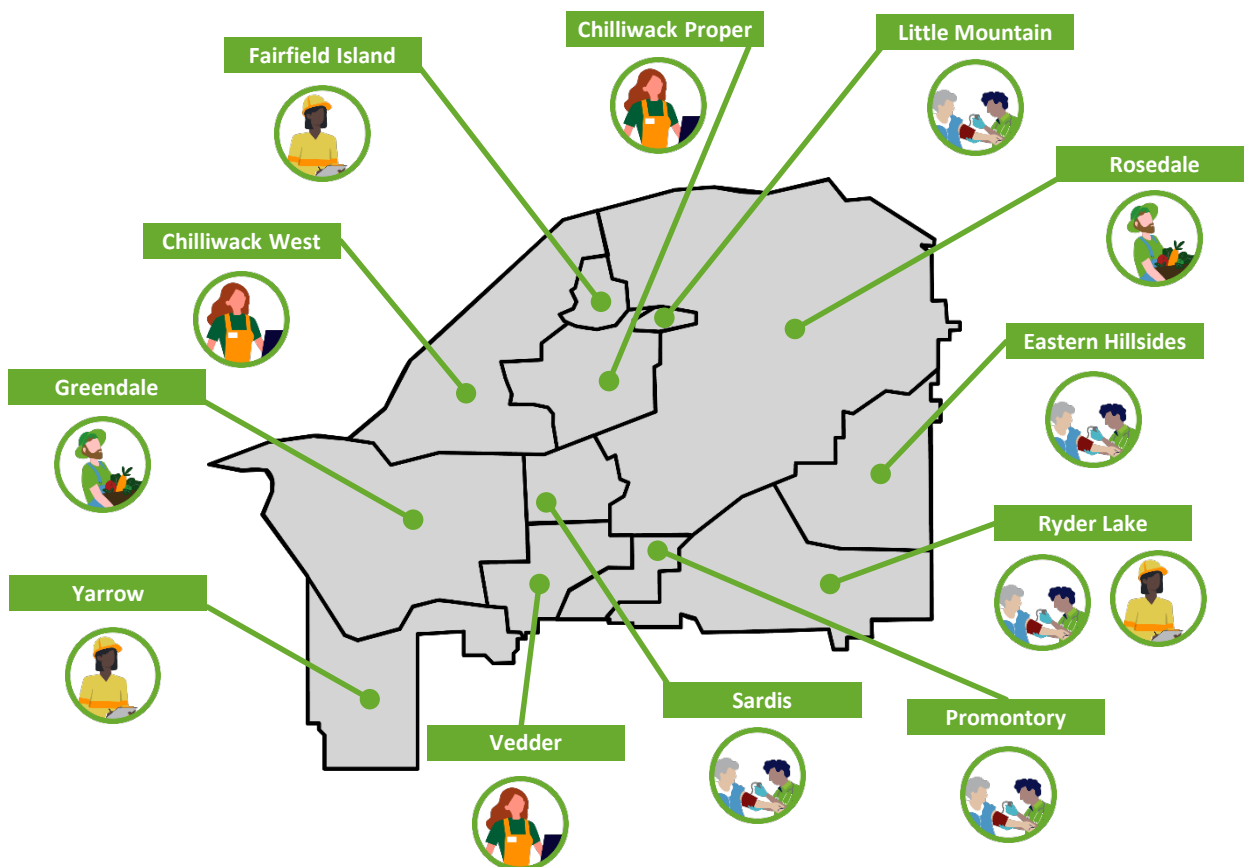 Chilliwack Proper
Little Mountain
Fairfield Island
Rosedale
Chilliwack West
Eastern Hillsides
Greendale
Ryder Lake
Yarrow
Sardis
Promontory
Vedder